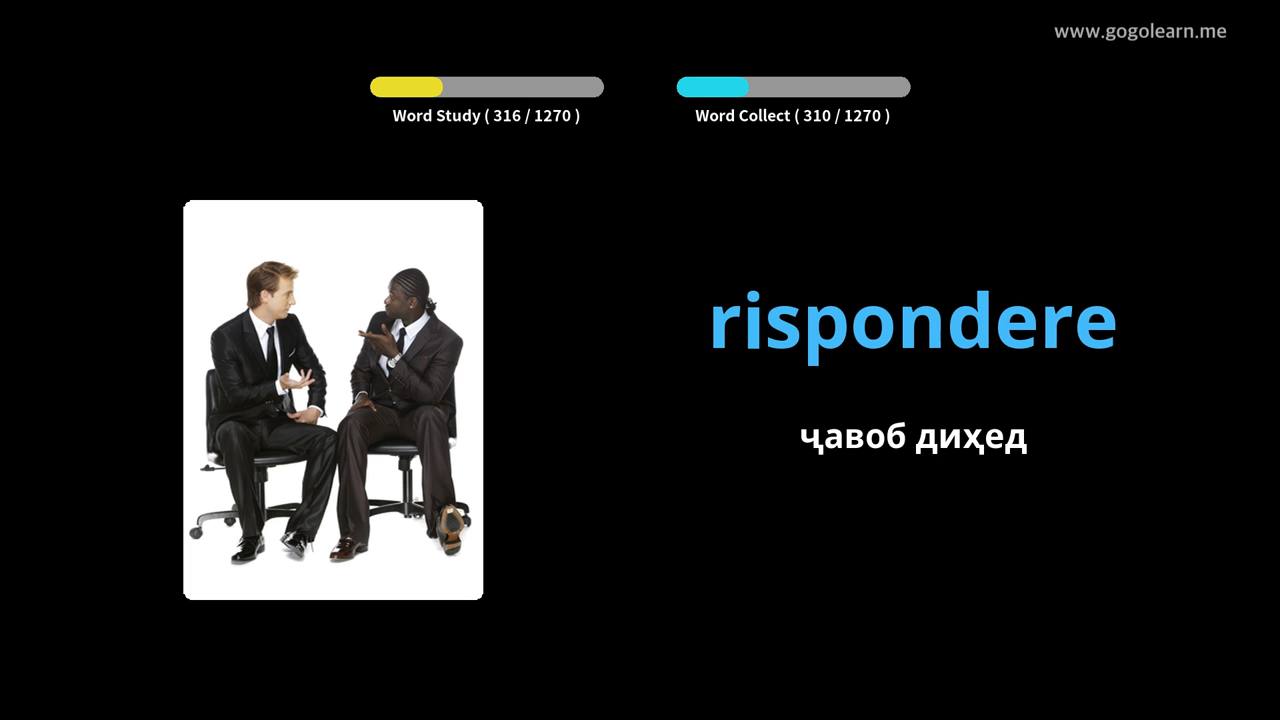 www.gogolearn.me
Word Study ( 316 / 1270 )
Word Collect ( 310 / 1270 )
rispondere
ҷавоб диҳед